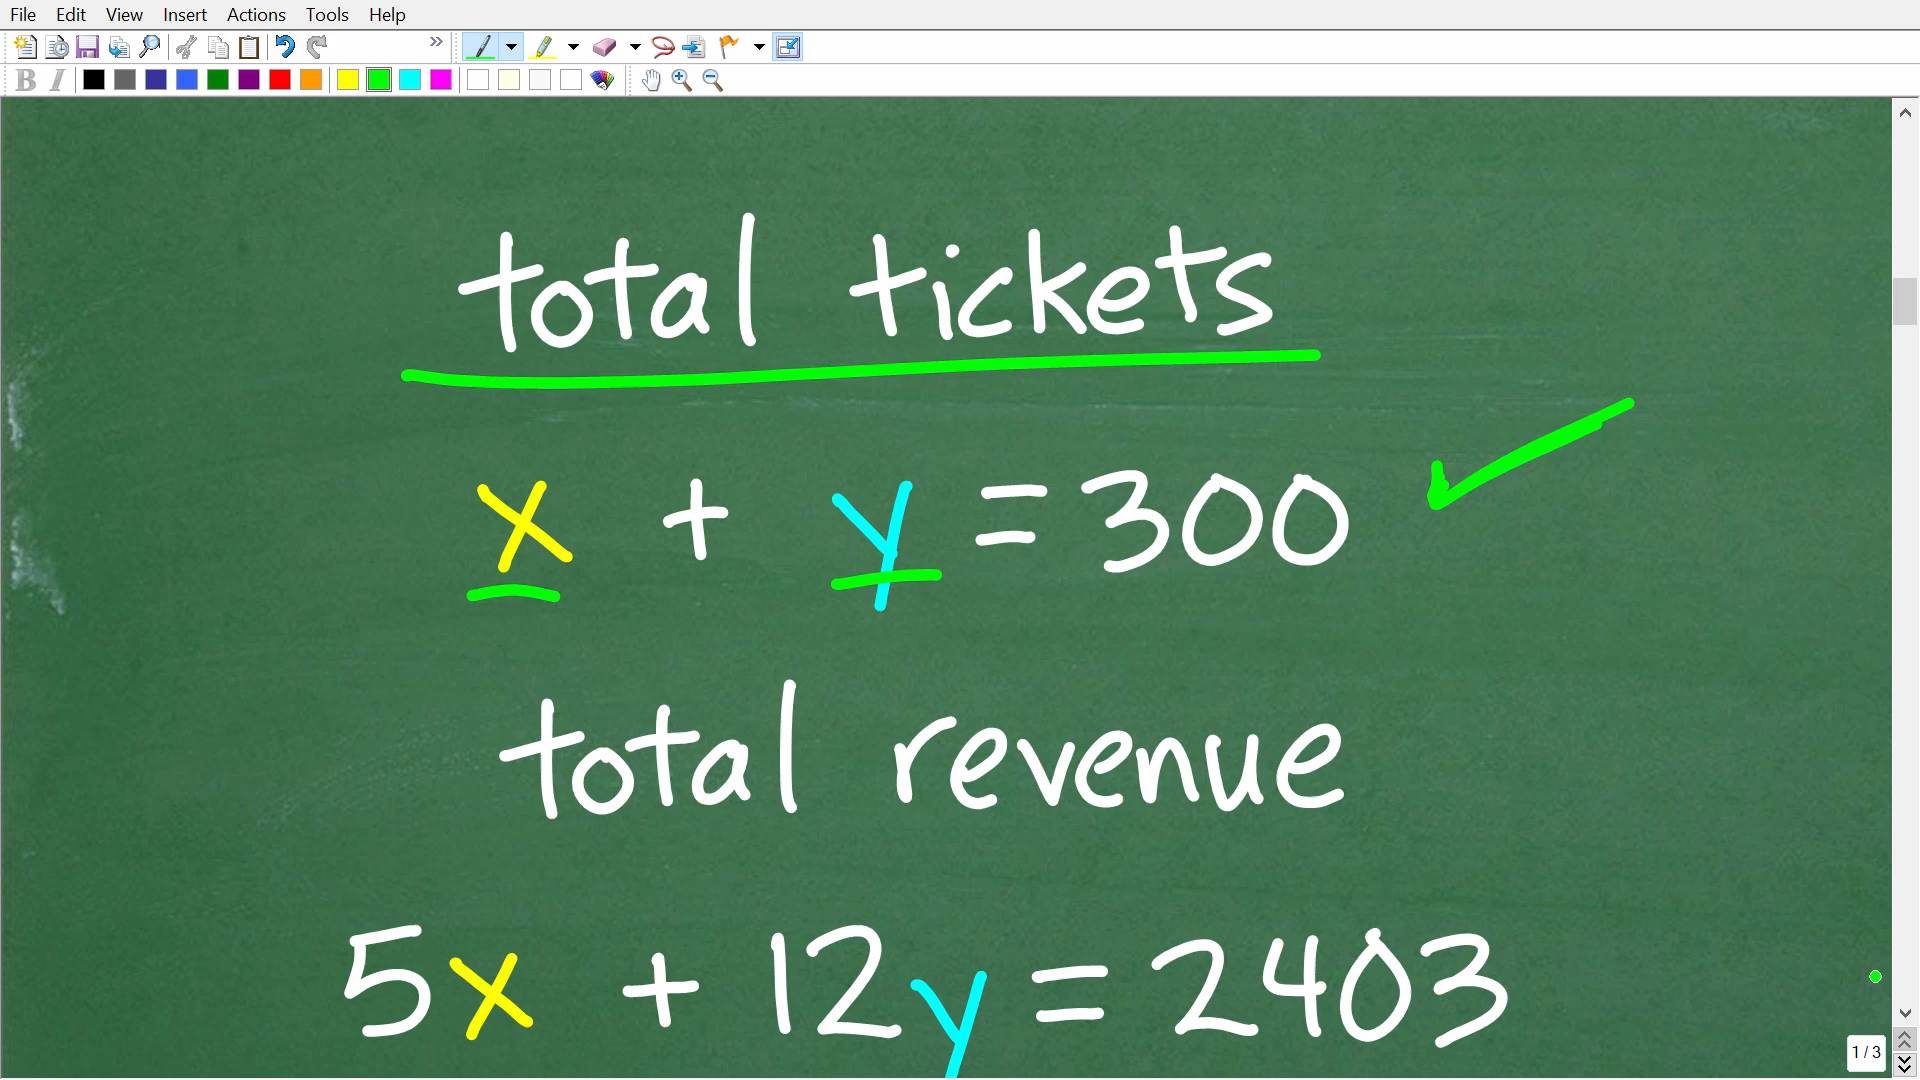 File Edit View Insert Actions Tools Help
B I
total tickets
x + y = 300
total revenue
5x + 12y = 2403
1 / 3